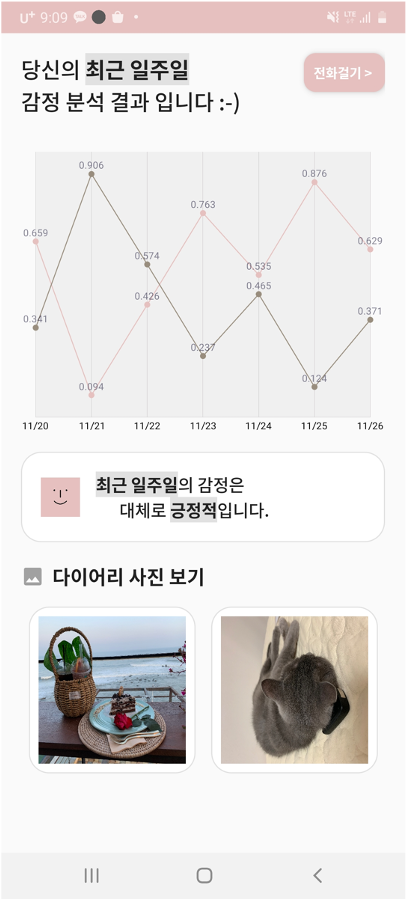 U+ 9:09
LTE
당신의 최근 일주일
감정 분석 결과 입니다 :-)
전화걸기 >
0.906
0.876
0.763
0.659
0.629
0.574
0.535
0.465
0.426
0.371
0.341
0.237
0.124
0.094
11/20 11/21 11/22 11/23 11/24 11/25 11/26
최근 일주일의 감정은
대체로 긍정적입니다.
다이어리 사진 보기